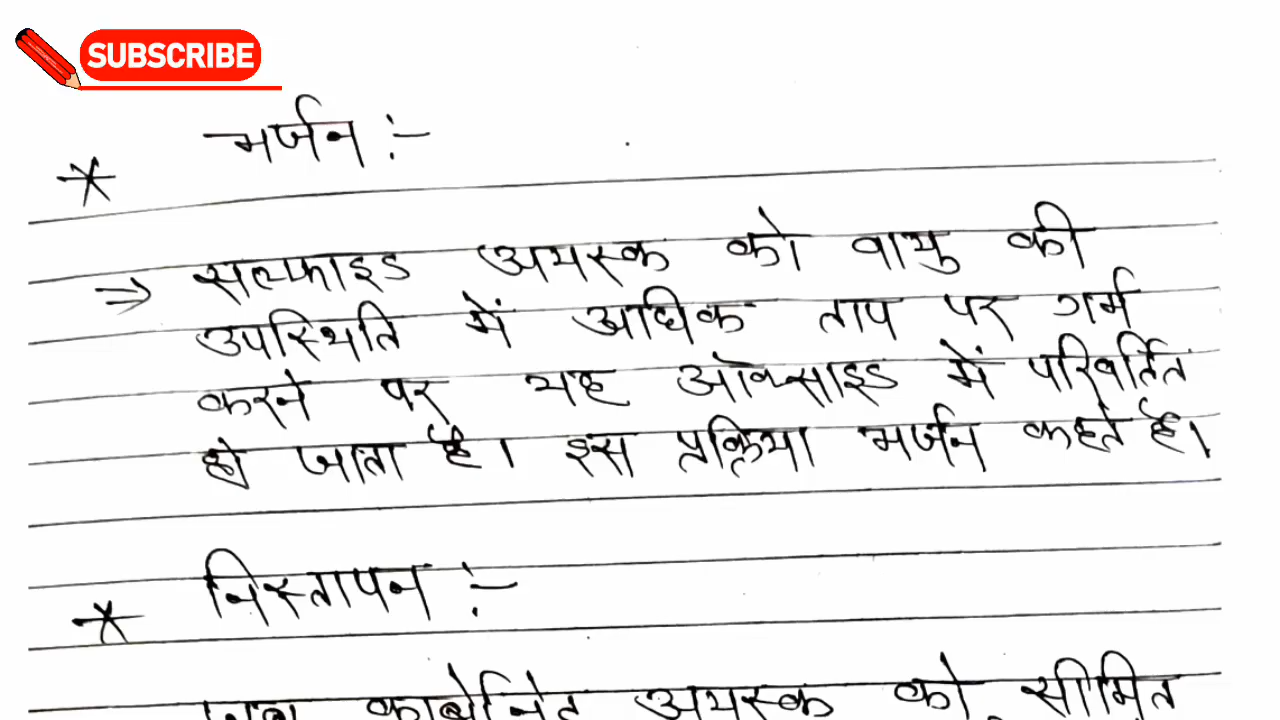 SUBSCRIBE
* भर्जन :-
⇒ सल्फाइड अयस्क को वायु की
उपस्थिति में अधिक ताप पर गर्म
करने पर यह ऑक्साइड में परिवर्तित
हो जाता है। इस प्रक्रिया भर्जन कहते है।
* निस्तापन :-
जब कार्बोनेट अयस्क को सीमित